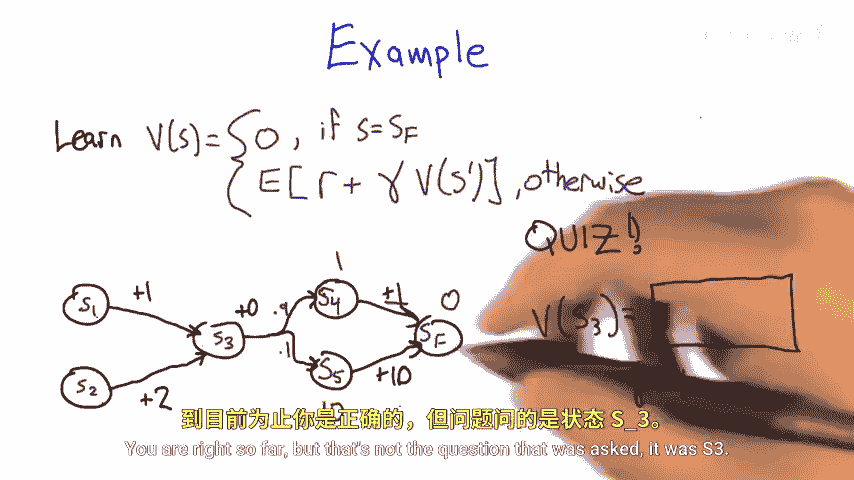 Example
Learn V(s)= { 0, if s=S_F
{ E[r + γ V(s')], otherwise
QUIZ!
V(S3)=
1
S1 +1 +0 .9 S4 +1 0
S3 SF
S2 +2 .1 S5 +10
到目前为止你是正确的，但问题问的是状态 S_3。
You are right so far, but that's not the question that was asked, it was S3.